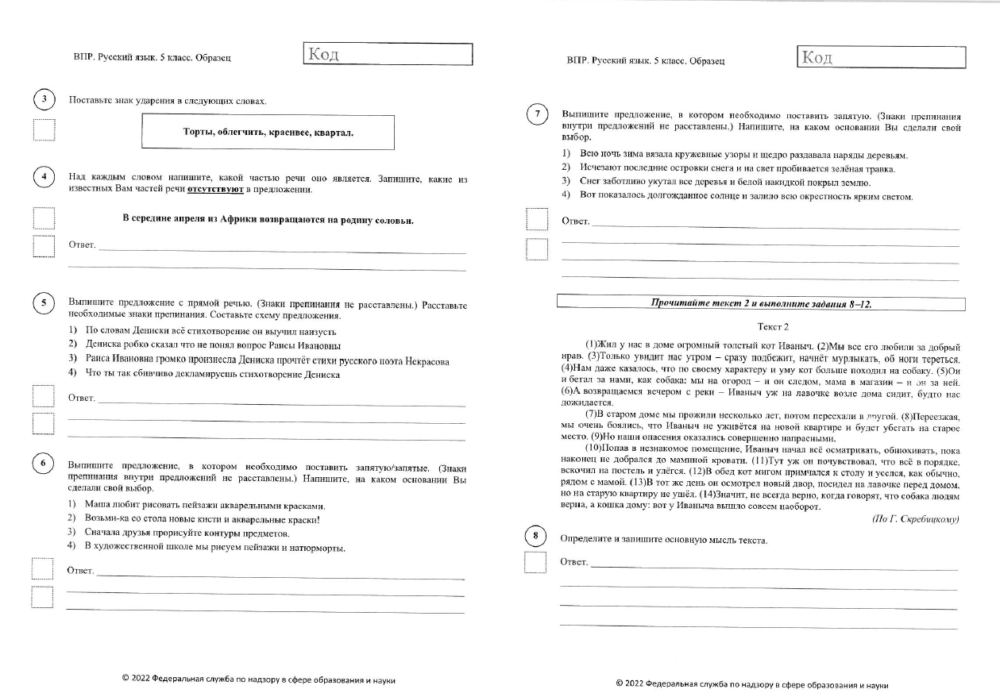 ВПР. Русский язык. 5 класс. Образец
Код
3
Поставьте знак ударения в следующих словах.
Торты, облегчить, красивее, квартал.
4
Над каждым словом напишите, какой частью речи оно является. Запишите, какие из
известных Вам частей речи отсутствуют в предложении.
В середине апреля из Африки возвращаются на родину соловьи.
Ответ.
5
Выпишите предложение с прямой речью. (Знаки препинания не расставлены.) Расставьте
необходимые знаки препинания. Составьте схему предложения.
1) По словам Дениски всё стихотворение он выучил наизусть
2) Дениска робко сказал что не понял вопрос Раисы Ивановны
3) Раиса Ивановна громко произнесла Дениска прочтёт стихи русского поэта Некрасова
4) Что ты так сбивчиво декламируешь стихотворение Дениска
Ответ.
6
Выпишите предложение, в котором необходимо поставить запятую/запятые. (Знаки
препинания внутри предложений не расставлены.) Напишите, на каком основании Вы
сделали свой выбор.
1) Маша любит рисовать пейзажи акварельными красками.
2) Возьми-ка со стола новые кисти и акварельные краски!
3) Сначала друзья прорисуйте контуры предметов.
4) В художественной школе мы рисуем пейзажи и натюрморты.
Ответ.
© 2022 Федеральная служба по надзору в сфере образования и науки
ВПР. Русский язык. 5 класс. Образец
Код
7
Выпишите предложение, в котором необходимо поставить запятую. (Знаки препинания
внутри предложений не расставлены.) Напишите, на каком основании Вы сделали свой
выбор.
1) Всю ночь зима вязала кружевные узоры и щедро раздавала наряды деревьям.
2) Исчезают последние островки снега и на свет пробивается зелёная травка.
3) Снег заботливо укутал все деревья и белой накидкой покрыл землю.
4) Вот показалось долгожданное солнце и залило всю окрестность ярким светом.
Ответ.
Прочитайте текст 2 и выполните задания 8–12.
Текст 2
(1)Жил у нас в доме огромный толстый кот Иваныч. (2)Мы все его любили за добрый
нрав. (3)Только увидит нас утром – сразу подбежит, начнёт мурлыкать, об ноги тереться.
(4)Нам даже казалось, что по своему характеру и уму кот больше походил на собаку. (5)Он
и бегал за нами, как собака: мы на огород – и он следом, мама в магазин – и он за ней.
(6)А возвращаемся вечером с реки – Иваныч уж на лавочке возле дома сидит, будто нас
дожидается.
(7)В старом доме мы прожили несколько лет, потом переехали в другой. (8)Переезжая,
мы очень боялись, что Иваныч не уживётся на новой квартире и будет убегать на старое
место. (9)Но наши опасения оказались совершенно напрасными.
(10)Попав в незнакомое помещение, Иваныч начал всё осматривать, обнюхивать, пока
наконец не добрался до маминой кровати. (11)Тут уж он почувствовал, что всё в порядке,
вскочил на постель и улёгся. (12)В обед кот мигом примчался к столу и уселся, как обычно,
рядом с мамой. (13)В тот же день он осмотрел новый двор, посидел на лавочке перед домом,
но на старую квартиру не ушёл. (14)Значит, не всегда верно, когда говорят, что собака людям
верна, а кошка дому: вот у Иваныча вышло совсем наоборот.
(По Г. Скребицкому)
8
Определите и запишите основную мысль текста.
Ответ.
© 2022 Федеральная служба по надзору в сфере образования и науки